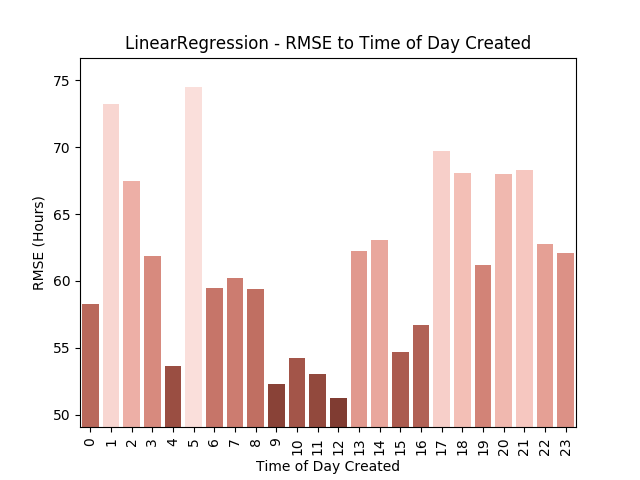 LinearRegression - RMSE to Time of Day Created
75
70
65
60
55
50
RMSE (Hours)
0 1 2 3 4 5 6 7 8 9 10 11 12 13 14 15 16 17 18 19 20 21 22 23
Time of Day Created